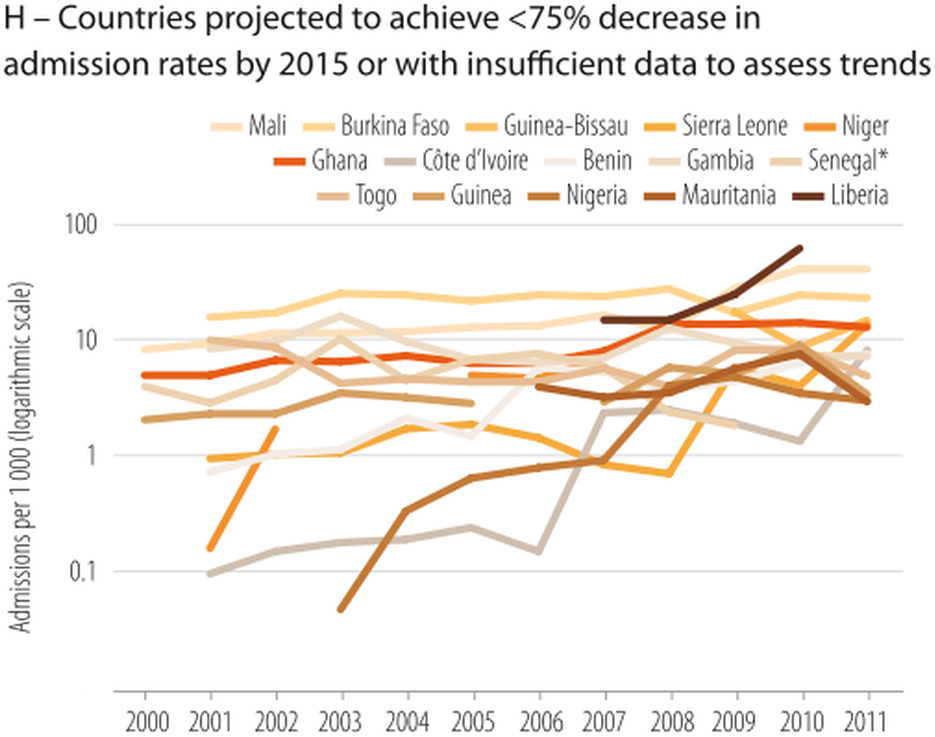 H – Countries projected to achieve <75% decrease in
admission rates by 2015 or with insufficient data to assess trends
Mali Burkina Faso Guinea-Bissau Sierra Leone Niger
Ghana Côte d'Ivoire Benin Gambia Senegal*
Togo Guinea Nigeria Mauritania Liberia
Admissions per 1 000 (logarithmic scale)
100
10
1
0.1
2000 2001 2002 2003 2004 2005 2006 2007 2008 2009 2010 2011